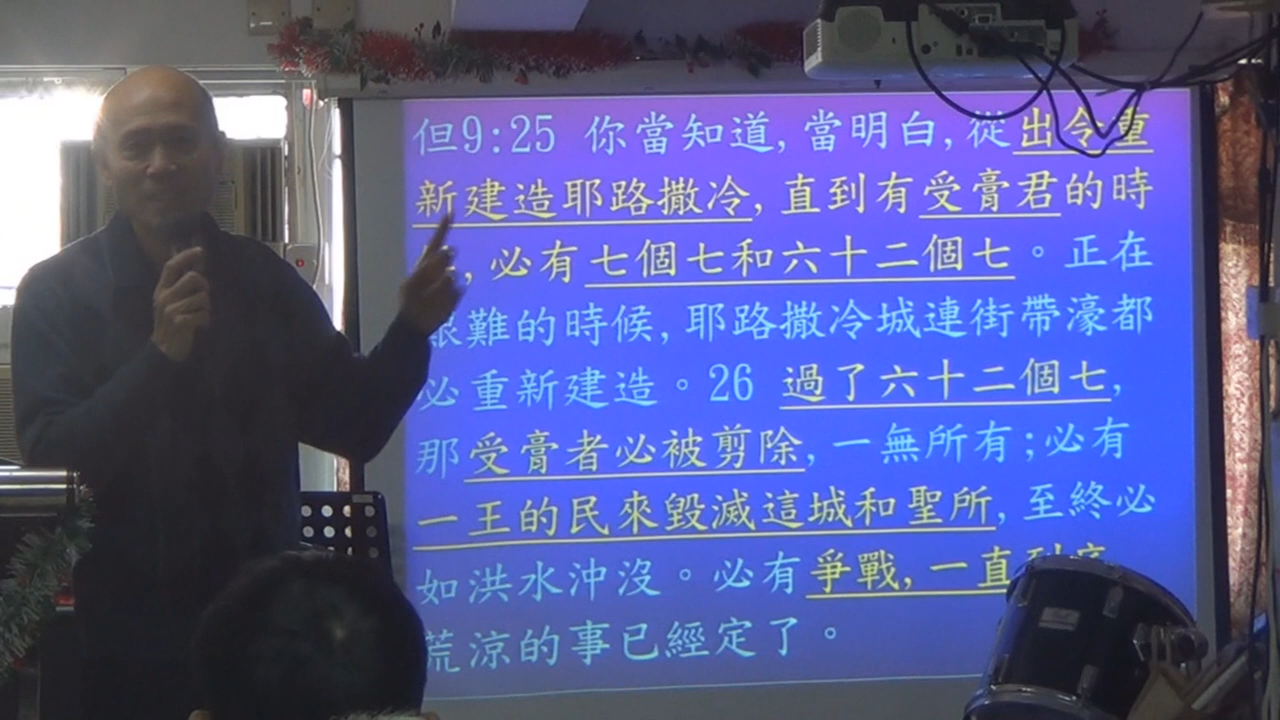 但9:25 你當知道,當明白,從出令重
新建造耶路撒冷,直到有受膏君的時
,必有七個七和六十二個七。正在
難的時候,耶路撒冷城連街帶濠都
必重新建造。26 過了六十二個七,
那受膏者必被剪除,一無所有;必有
一王的民來毀滅這城和聖所,至終必
如洪水沖沒。必有爭戰,一直到
荒涼的事已經定了。